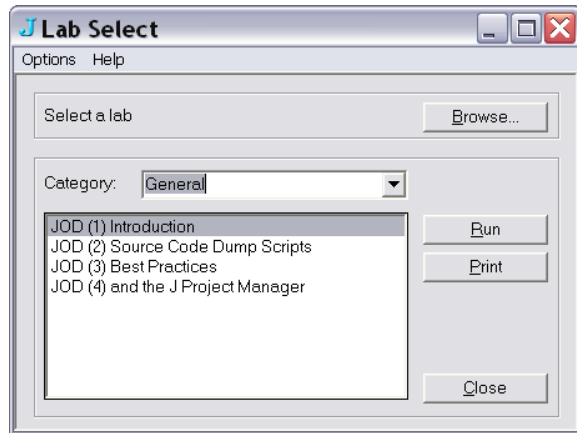 J Lab Select
Options Help
Select a lab
Browse...
Category: General
JOD (1) Introduction
JOD (2) Source Code Dump Scripts
JOD (3) Best Practices
JOD (4) and the J Project Manager
Run
Print
Close